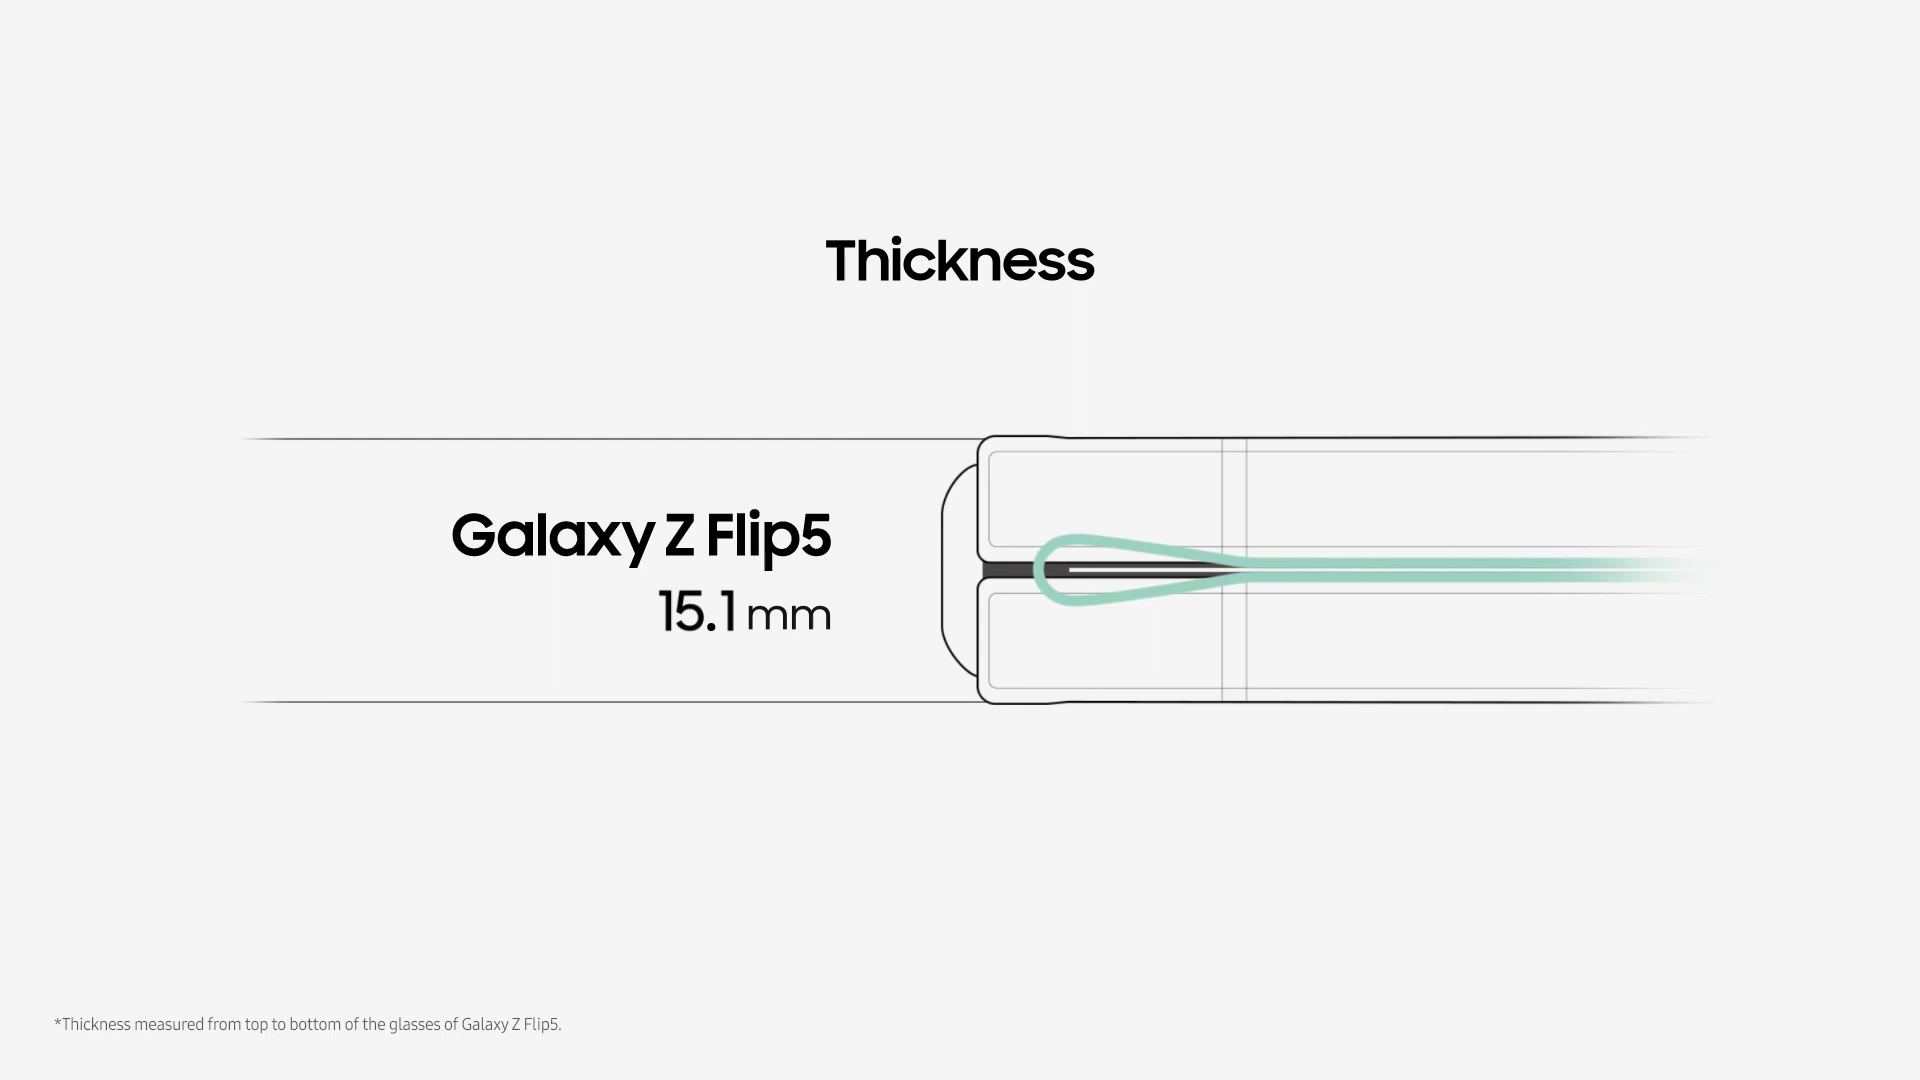 Thickness
Galaxy Z Flip5
15.1 mm
*Thickness measured from top to bottom of the glasses of Galaxy Z Flip5.